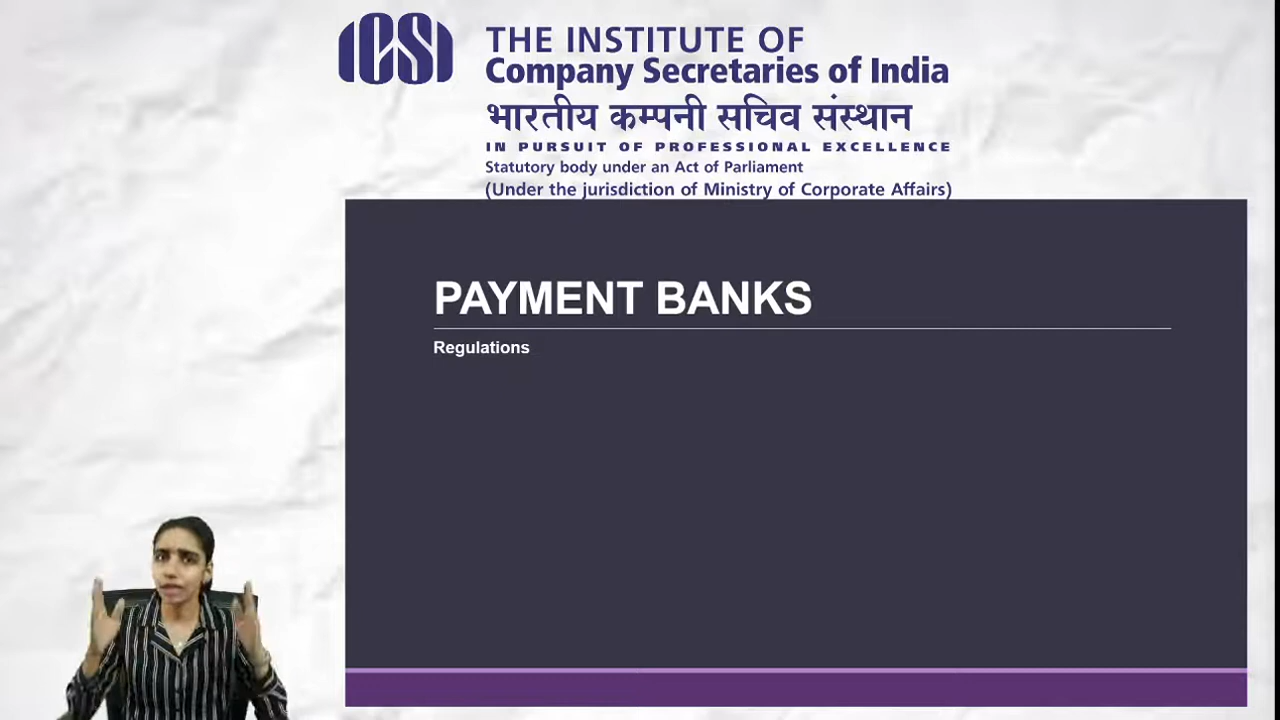 ICSI
THE INSTITUTE OF
Company Secretaries of India
भारतीय कम्पनी सचिव संस्थान
IN PURSUIT OF PROFESSIONAL EXCELLENCE
Statutory body under an Act of Parliament
(Under the jurisdiction of Ministry of Corporate Affairs)
PAYMENT BANKS
Regulations